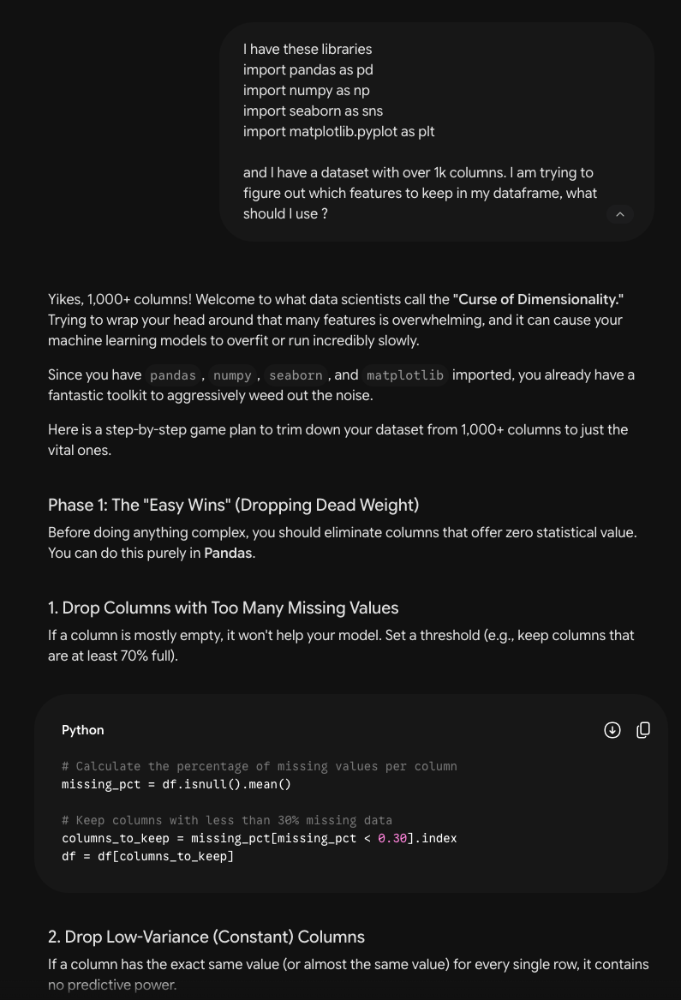 I have these libraries
import pandas as pd
import numpy as np
import seaborn as sns
import matplotlib.pyplot as plt
and I have a dataset with over 1k columns. I am trying to
figure out which features to keep in my dataframe, what
should I use ?
Yikes, 1,000+ columns! Welcome to what data scientists call the "Curse of Dimensionality."
Trying to wrap your head around that many features is overwhelming, and it can cause your
machine learning models to overfit or run incredibly slowly.
Since you have pandas , numpy , seaborn , and matplotlib imported, you already have a
fantastic toolkit to aggressively weed out the noise.
Here is a step-by-step game plan to trim down your dataset from 1,000+ columns to just the
vital ones.
Phase 1: The "Easy Wins" (Dropping Dead Weight)
Before doing anything complex, you should eliminate columns that offer zero statistical value.
You can do this purely in Pandas.
1. Drop Columns with Too Many Missing Values
If a column is mostly empty, it won't help your model. Set a threshold (e.g., keep columns that
are at least 70% full).
Python
# Calculate the percentage of missing values per column
missing_pct = df.isnull().mean()
# Keep columns with less than 30% missing data
columns_to_keep = missing_pct[missing_pct < 0.30].index
df = df[columns_to_keep]
2. Drop Low-Variance (Constant) Columns
If a column has the exact same value (or almost the same value) for every single row, it contains
no predictive power.